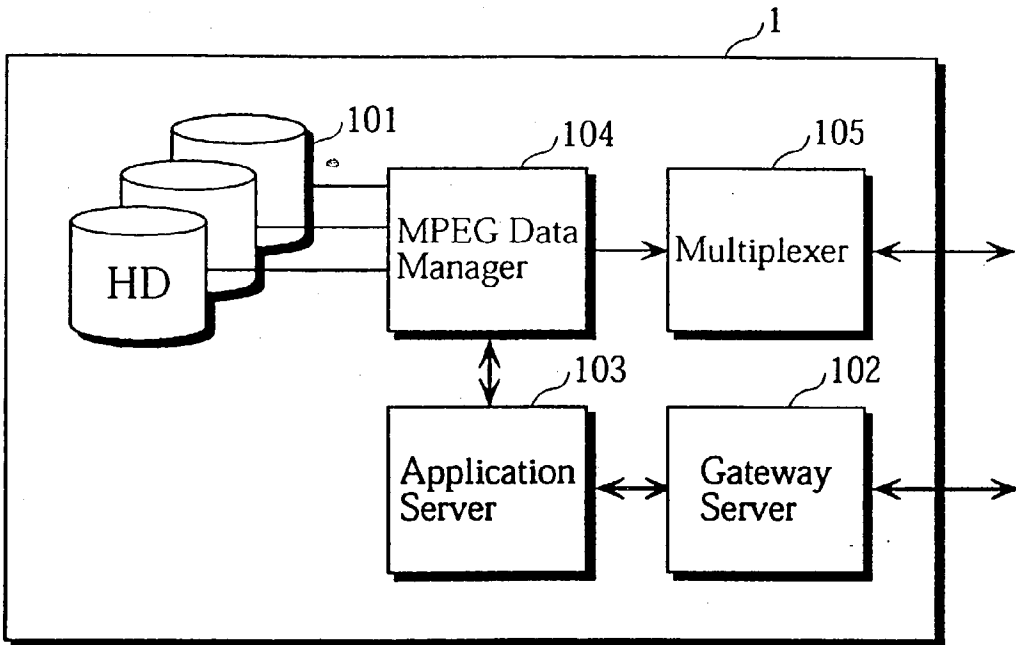 1
101
104
105
MPEG Data
Manager
Multiplexer
HD
103
102
Application
Server
Gateway
Server